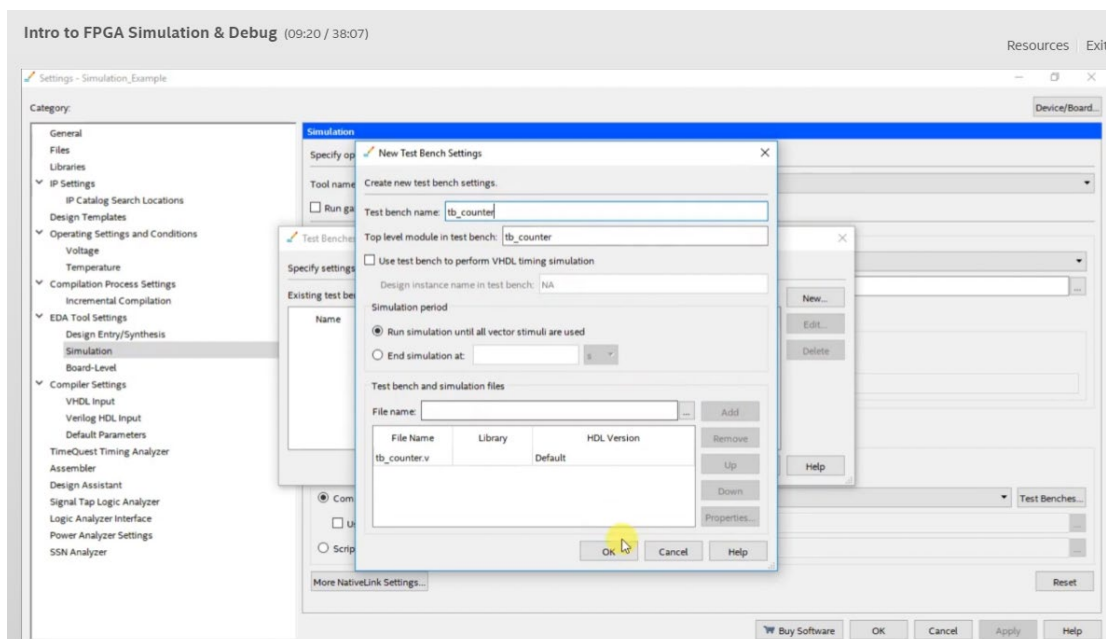 Intro to FPGA Simulation & Debug (09:20 / 38:07)
Resources Exit
Settings - Simulation_Example
Category:
Device/Board...
General
Files
Libraries
IP Settings
IP Catalog Search Locations
Design Templates
Operating Settings and Conditions
Voltage
Temperature
Compilation Process Settings
Incremental Compilation
EDA Tool Settings
Design Entry/Synthesis
Simulation
Board-Level
Compiler Settings
VHDL Input
Verilog HDL Input
Default Parameters
TimeQuest Timing Analyzer
Assembler
Design Assistant
Signal Tap Logic Analyzer
Logic Analyzer Interface
Power Analyzer Settings
SSN Analyzer
Simulation
Specify op
Tool name
Run ga
Test Benches
Specify settings
Existing test be
Name
New...
Edit...
Delete
Help
New Test Bench Settings
Create new test bench settings.
Test bench name: tb_counter
Top level module in test bench: tb_counter
Use test bench to perform VHDL timing simulation
Design instance name in test bench: NA
Simulation period
Run simulation until all vector stimuli are used
End simulation at: s
Test bench and simulation files
File name: ... Add
File Name Library HDL Version Remove
tb_counter.v Default
Up
Down
Properties...
OK Cancel Help
Com
Test Benches...
Scrip
More NativeLink Settings...
Reset
Buy Software OK Cancel Apply Help